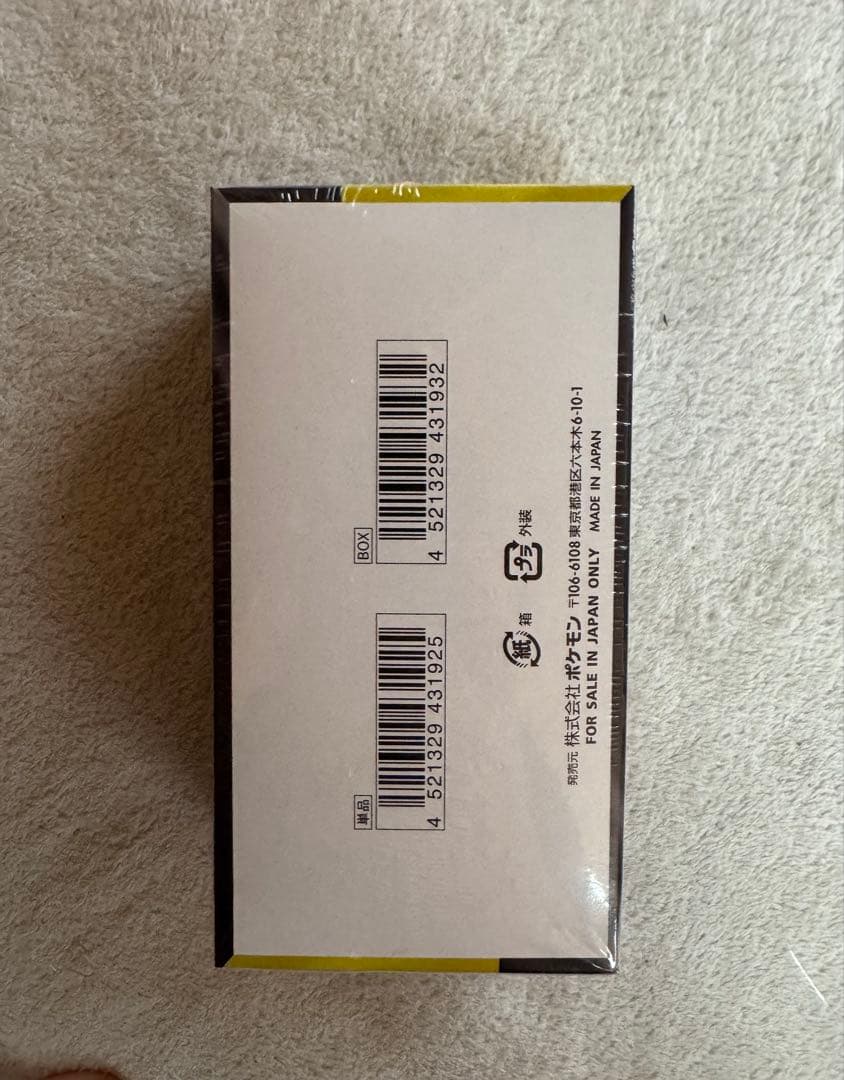 単品
4 521329 431925
BOX
4 521329 431932
紙 箱
プラ 外装
発売元 株式会社 ポケモン 〒106-6108 東京都港区六本木6-10-1
FOR SALE IN JAPAN ONLY MADE IN JAPAN